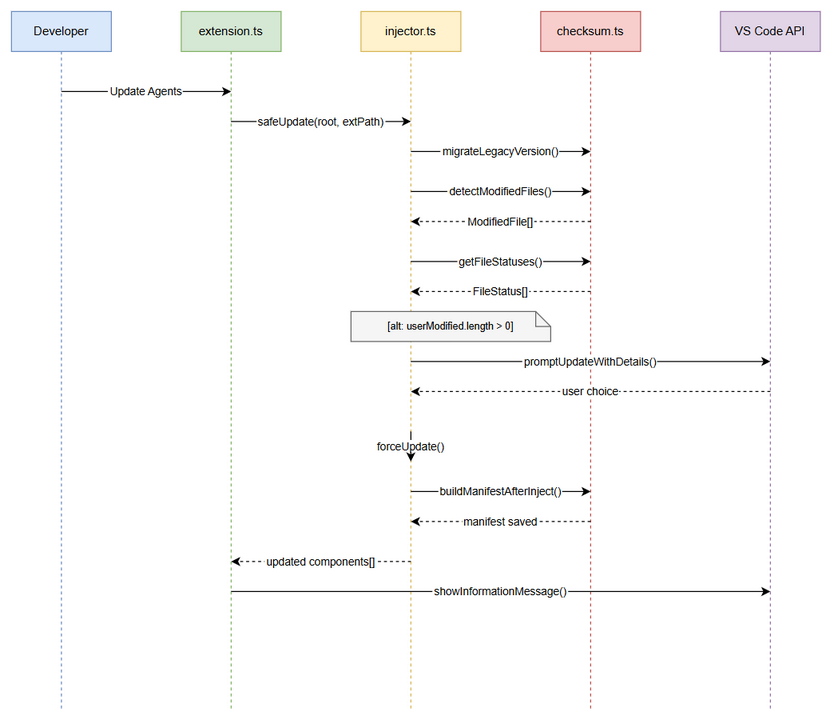 Developer
extension.ts
injector.ts
checksum.ts
VS Code API
Update Agents
safeUpdate(root, extPath)
migrateLegacyVersion()
detectModifiedFiles()
ModifiedFile[]
getFileStatuses()
FileStatus[]
[alt: userModified.length > 0]
promptUpdateWithDetails()
user choice
forceUpdate()
buildManifestAfterInject()
manifest saved
updated components[]
showInformationMessage()